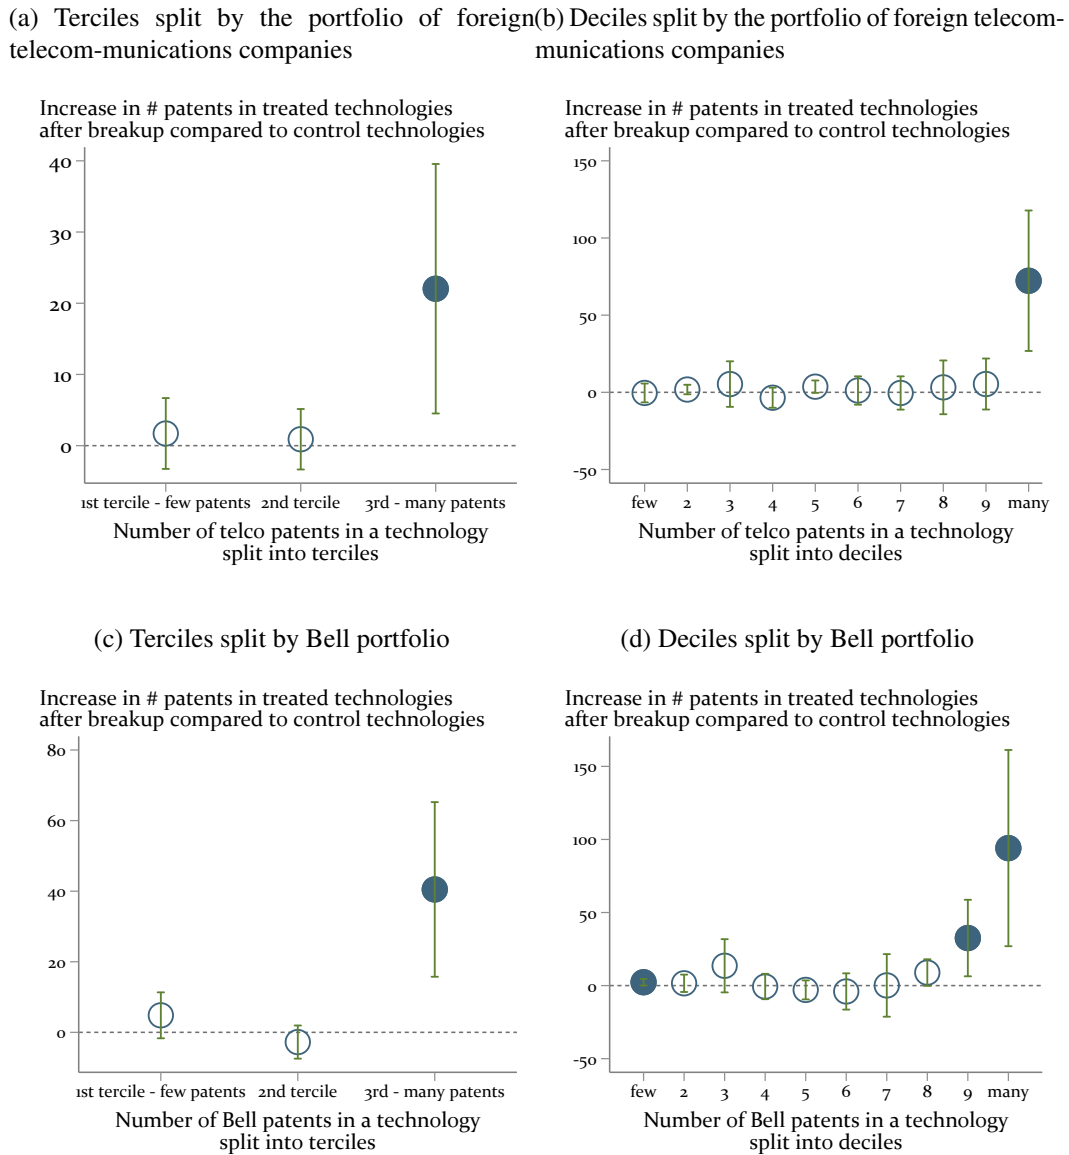 (a) Terciles split by the portfolio of foreign
telecom-munications companies
Increase in # patents in treated technologies
after breakup compared to control technologies
40
30
20
10
0
1st tercile - few patents 2nd tercile 3rd - many patents
Number of telco patents in a technology
split into terciles
(b) Deciles split by the portfolio of foreign telecom-
munications companies
Increase in # patents in treated technologies
after breakup compared to control technologies
150
100
50
0
-50
few 2 3 4 5 6 7 8 9 many
Number of telco patents in a technology
split into deciles
(c) Terciles split by Bell portfolio
Increase in # patents in treated technologies
after breakup compared to control technologies
80
60
40
20
0
1st tercile - few patents 2nd tercile 3rd - many patents
Number of Bell patents in a technology
split into terciles
(d) Deciles split by Bell portfolio
Increase in # patents in treated technologies
after breakup compared to control technologies
150
100
50
0
-50
few 2 3 4 5 6 7 8 9 many
Number of Bell patents in a technology
split into deciles